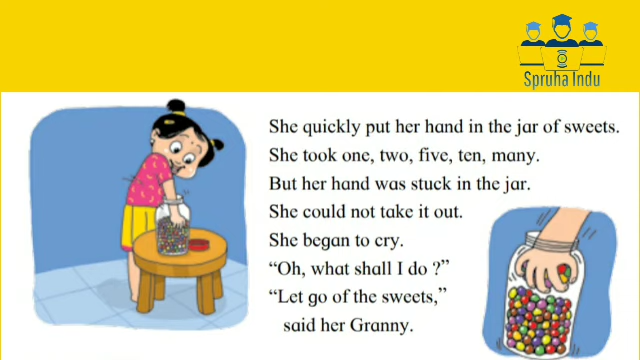 Spruha Indu
She quickly put her hand in the jar of sweets.
She took one, two, five, ten, many.
But her hand was stuck in the jar.
She could not take it out.
She began to cry.
“Oh, what shall I do ?”
“Let go of the sweets,”
said her Granny.